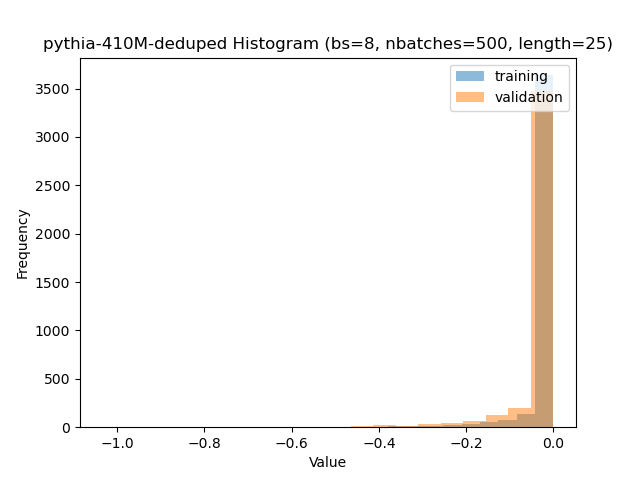 pythia-410M-deduped Histogram (bs=8, nbatches=500, length=25)
training
validation
3500
3000
2500
2000
1500
1000
500
0
Frequency
−1.0 −0.8 −0.6 −0.4 −0.2 0.0
Value